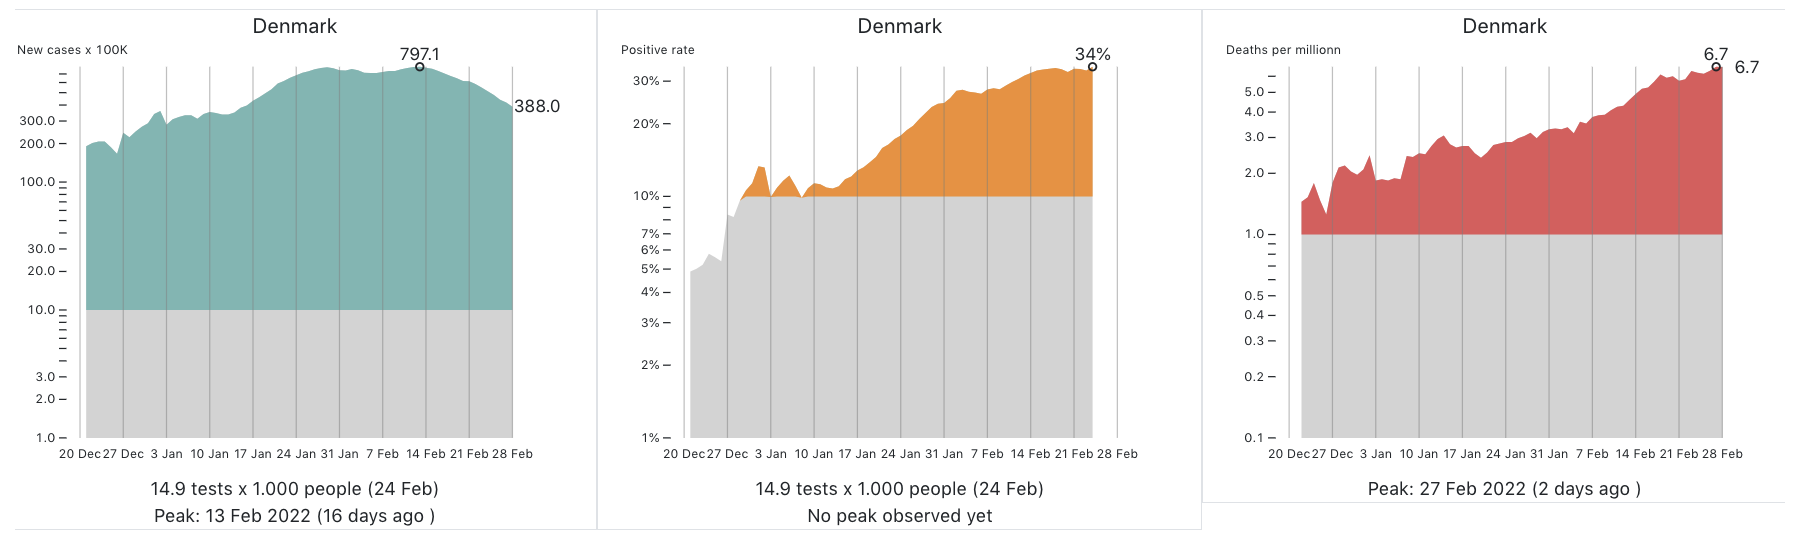 Denmark
New cases x 100K
797.1
388.0
300.0
200.0
100.0
30.0
20.0
10.0
3.0
2.0
1.0
20 Dec 27 Dec 3 Jan 10 Jan 17 Jan 24 Jan 31 Jan 7 Feb 14 Feb 21 Feb 28 Feb
14.9 tests x 1.000 people (24 Feb)
Peak: 13 Feb 2022 (16 days ago )
Denmark
Positive rate
34%
30%
20%
10%
7%
6%
5%
4%
3%
2%
1%
20 Dec 27 Dec 3 Jan 10 Jan 17 Jan 24 Jan 31 Jan 7 Feb 14 Feb 21 Feb 28 Feb
14.9 tests x 1.000 people (24 Feb)
No peak observed yet
Denmark
Deaths per millionn
6.7
6.7
5.0
4.0
3.0
2.0
1.0
0.5
0.4
0.3
0.2
0.1
20 Dec 27 Dec 3 Jan 10 Jan 17 Jan 24 Jan 31 Jan 7 Feb 14 Feb 21 Feb 28 Feb
Peak: 27 Feb 2022 (2 days ago )